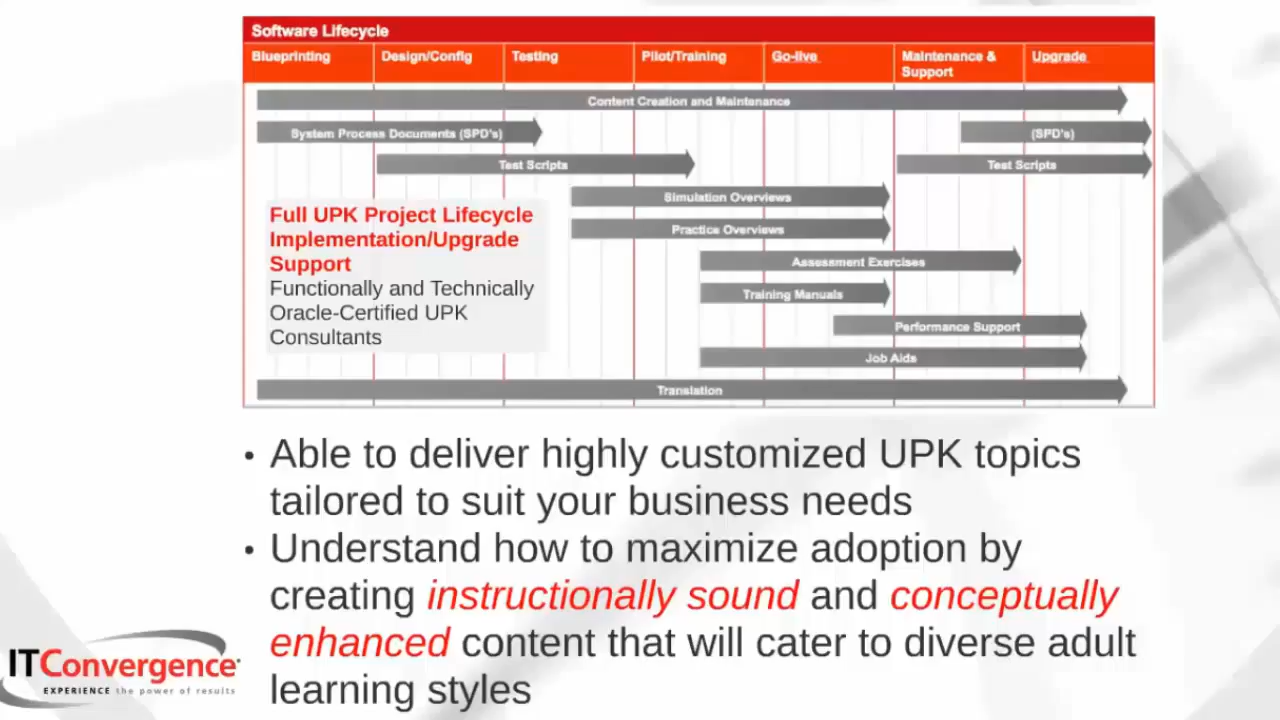 Software Lifecycle
Blueprinting Design/Config Testing Pilot/Training Go-live Maintenance & Support Upgrade
Content Creation and Maintenance
System Process Documents (SPD's) (SPD's)
Test Scripts Test Scripts
Simulation Overviews
Practice Overviews
Assessment Exercises
Training Manuals
Performance Support
Job Aids
Translation
Full UPK Project Lifecycle
Implementation/Upgrade
Support
Functionally and Technically
Oracle-Certified UPK
Consultants
• Able to deliver highly customized UPK topics
tailored to suit your business needs
• Understand how to maximize adoption by
creating instructionally sound and conceptually
enhanced content that will cater to diverse adult
learning styles
ITConvergence
EXPERIENCE the power of results